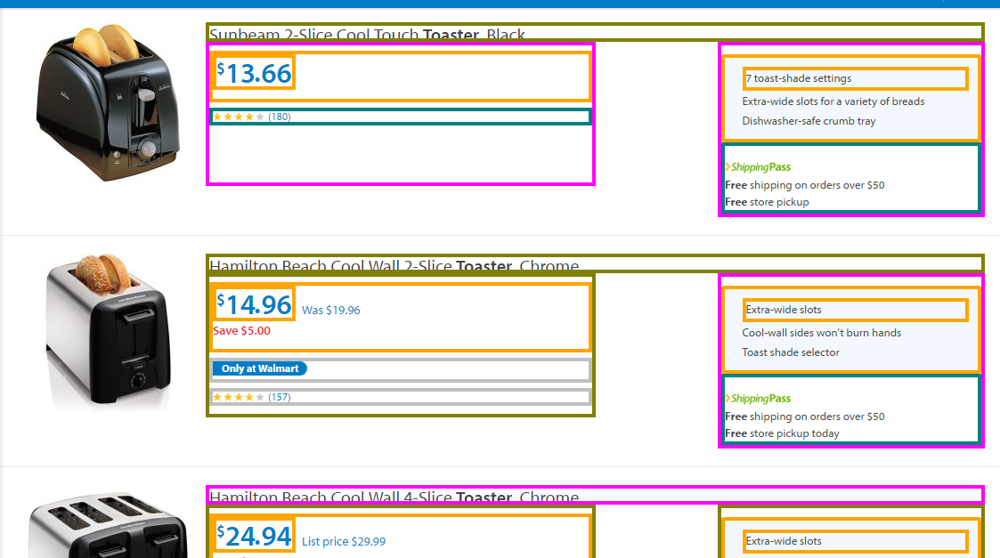 Sunbeam 2-Slice Cool Touch Toaster, Black
$13.66
(180)
7 toast-shade settings
Extra-wide slots for a variety of breads
Dishwasher-safe crumb tray
ShippingPass
Free shipping on orders over $50
Free store pickup
Hamilton Beach Cool Wall 2-Slice Toaster, Chrome
$14.96 Was $19.96
Save $5.00
Only at Walmart
(157)
Extra-wide slots
Cool-wall sides won't burn hands
Toast shade selector
ShippingPass
Free shipping on orders over $50
Free store pickup today
Hamilton Beach Cool Wall 4-Slice Toaster, Chrome
$24.94 List price $29.99
Extra-wide slots